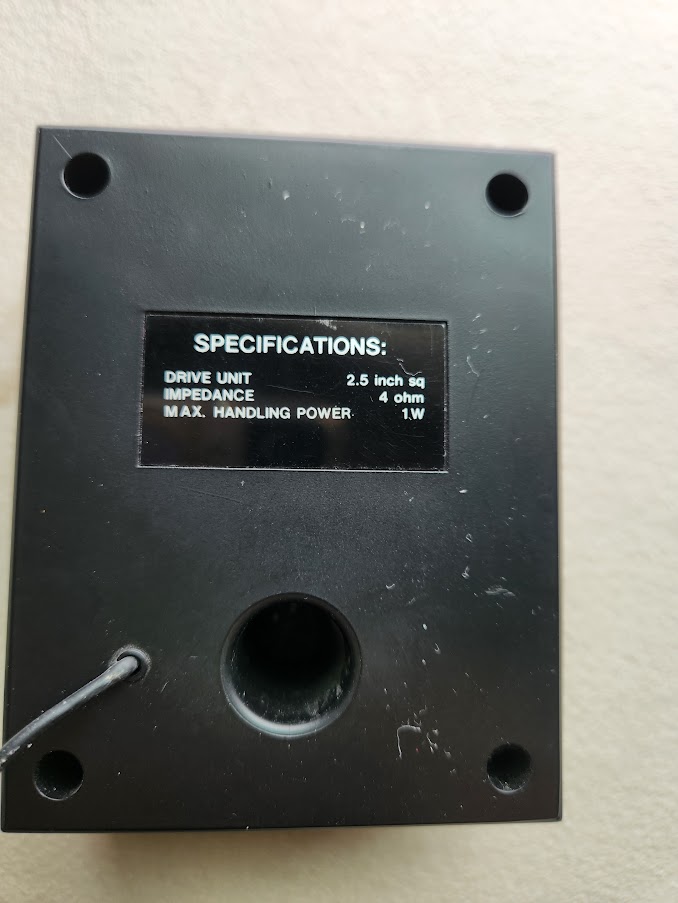 SPECIFICATIONS:
DRIVE UNIT 2.5 inch sq
IMPEDANCE 4 ohm
MAX. HANDLING POWER 1W